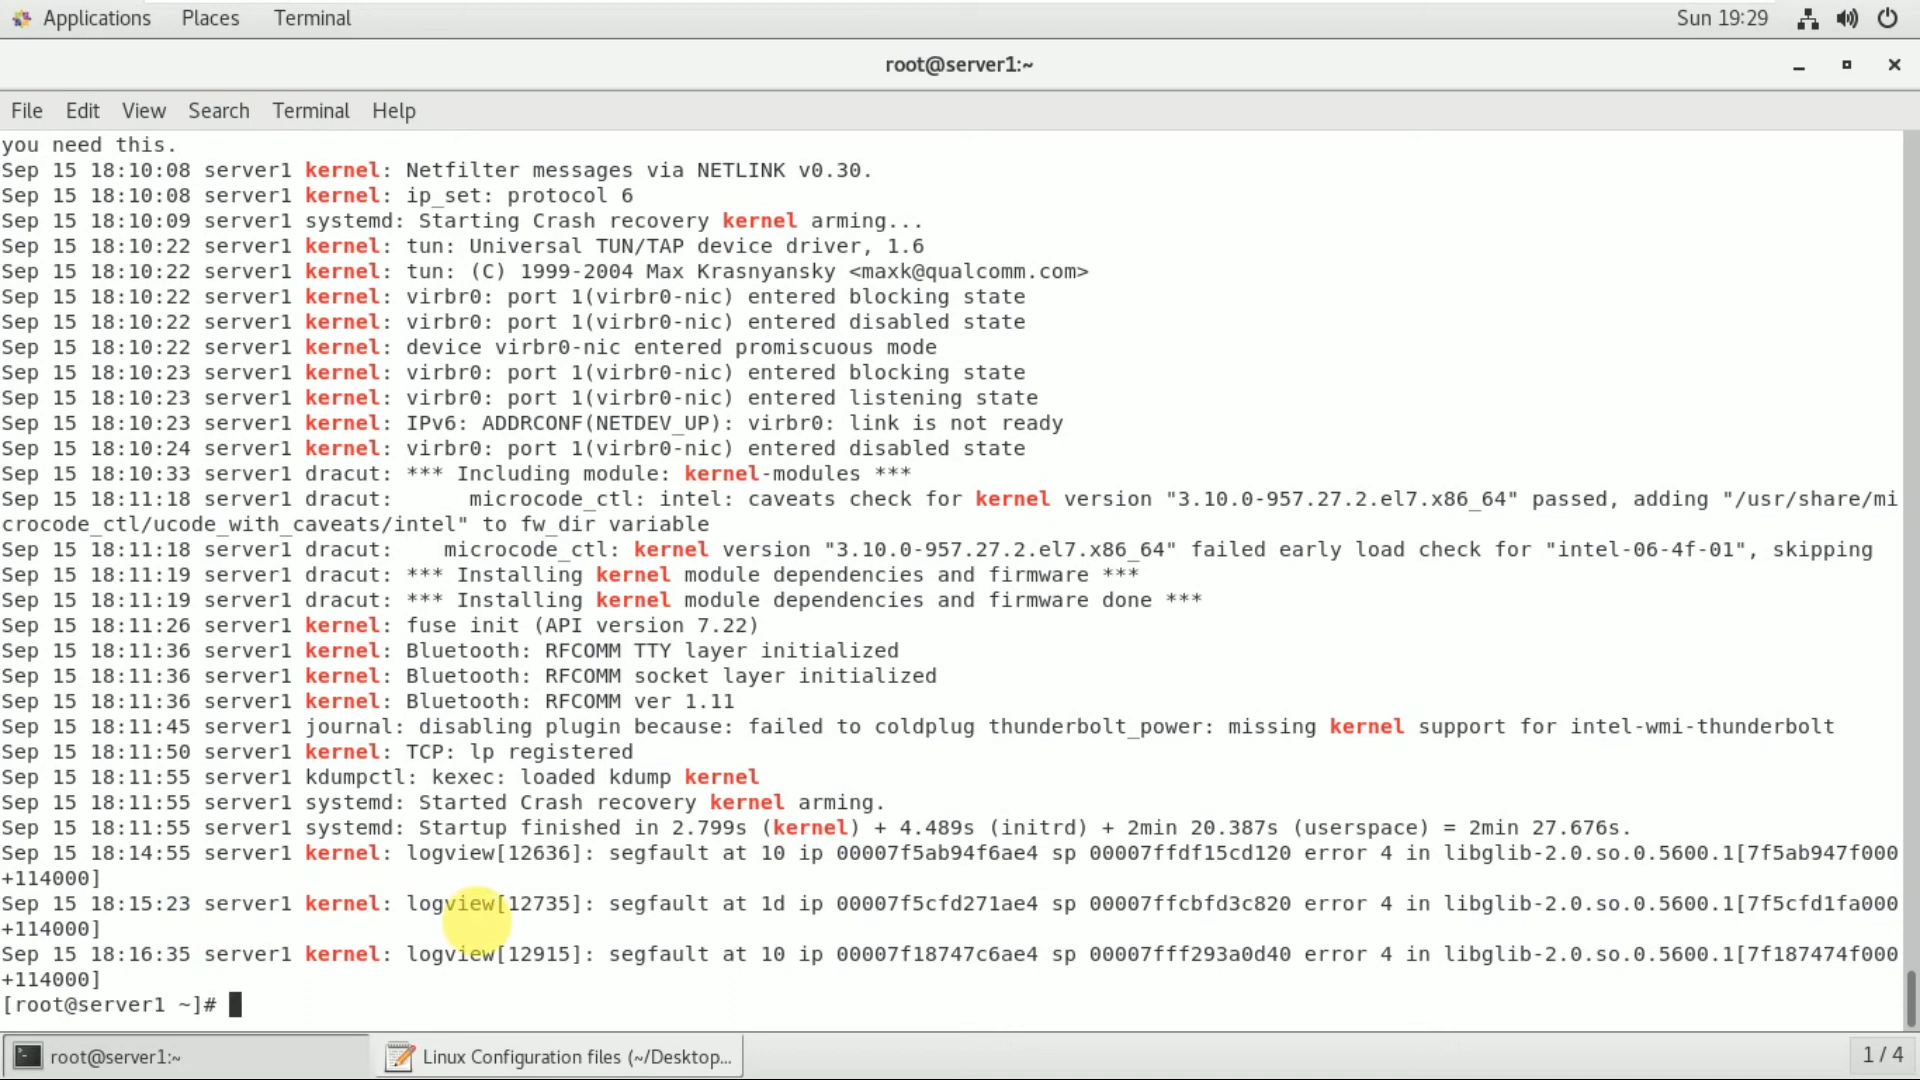 Applications Places Terminal Sun 19:29
root@server1:~
File Edit View Search Terminal Help
you need this.
Sep 15 18:10:08 server1 kernel: Netfilter messages via NETLINK v0.30.
Sep 15 18:10:08 server1 kernel: ip_set: protocol 6
Sep 15 18:10:09 server1 systemd: Starting Crash recovery kernel arming...
Sep 15 18:10:22 server1 kernel: tun: Universal TUN/TAP device driver, 1.6
Sep 15 18:10:22 server1 kernel: tun: (C) 1999-2004 Max Krasnyansky <maxk@qualcomm.com>
Sep 15 18:10:22 server1 kernel: virbr0: port 1(virbr0-nic) entered blocking state
Sep 15 18:10:22 server1 kernel: virbr0: port 1(virbr0-nic) entered disabled state
Sep 15 18:10:22 server1 kernel: device virbr0-nic entered promiscuous mode
Sep 15 18:10:23 server1 kernel: virbr0: port 1(virbr0-nic) entered blocking state
Sep 15 18:10:23 server1 kernel: virbr0: port 1(virbr0-nic) entered listening state
Sep 15 18:10:23 server1 kernel: IPv6: ADDRCONF(NETDEV_UP): virbr0: link is not ready
Sep 15 18:10:24 server1 kernel: virbr0: port 1(virbr0-nic) entered disabled state
Sep 15 18:10:33 server1 dracut: *** Including module: kernel-modules ***
Sep 15 18:11:18 server1 dracut:      microcode_ctl: intel: caveats check for kernel version "3.10.0-957.27.2.el7.x86_64" passed, adding "/usr/share/mi
crocode_ctl/ucode_with_caveats/intel" to fw_dir variable
Sep 15 18:11:18 server1 dracut:    microcode_ctl: kernel version "3.10.0-957.27.2.el7.x86_64" failed early load check for "intel-06-4f-01", skipping
Sep 15 18:11:19 server1 dracut: *** Installing kernel module dependencies and firmware ***
Sep 15 18:11:19 server1 dracut: *** Installing kernel module dependencies and firmware done ***
Sep 15 18:11:26 server1 kernel: fuse init (API version 7.22)
Sep 15 18:11:36 server1 kernel: Bluetooth: RFCOMM TTY layer initialized
Sep 15 18:11:36 server1 kernel: Bluetooth: RFCOMM socket layer initialized
Sep 15 18:11:36 server1 kernel: Bluetooth: RFCOMM ver 1.11
Sep 15 18:11:45 server1 journal: disabling plugin because: failed to coldplug thunderbolt_power: missing kernel support for intel-wmi-thunderbolt
Sep 15 18:11:50 server1 kernel: TCP: lp registered
Sep 15 18:11:55 server1 kdumpctl: kexec: loaded kdump kernel
Sep 15 18:11:55 server1 systemd: Started Crash recovery kernel arming.
Sep 15 18:11:55 server1 systemd: Startup finished in 2.799s (kernel) + 4.489s (initrd) + 2min 20.387s (userspace) = 2min 27.676s.
Sep 15 18:14:55 server1 kernel: logview[12636]: segfault at 10 ip 00007f5ab94f6ae4 sp 00007ffdf15cd120 error 4 in libglib-2.0.so.0.5600.1[7f5ab947f000
+114000]
Sep 15 18:15:23 server1 kernel: logview[12735]: segfault at 1d ip 00007f5cfd271ae4 sp 00007ffcbfd3c820 error 4 in libglib-2.0.so.0.5600.1[7f5cfd1fa000
+114000]
Sep 15 18:16:35 server1 kernel: logview[12915]: segfault at 10 ip 00007f18747c6ae4 sp 00007fff293a0d40 error 4 in libglib-2.0.so.0.5600.1[7f187474f000
+114000]
[root@server1 ~]#
root@server1:~ Linux Configuration files (~/Desktop... 1 / 4